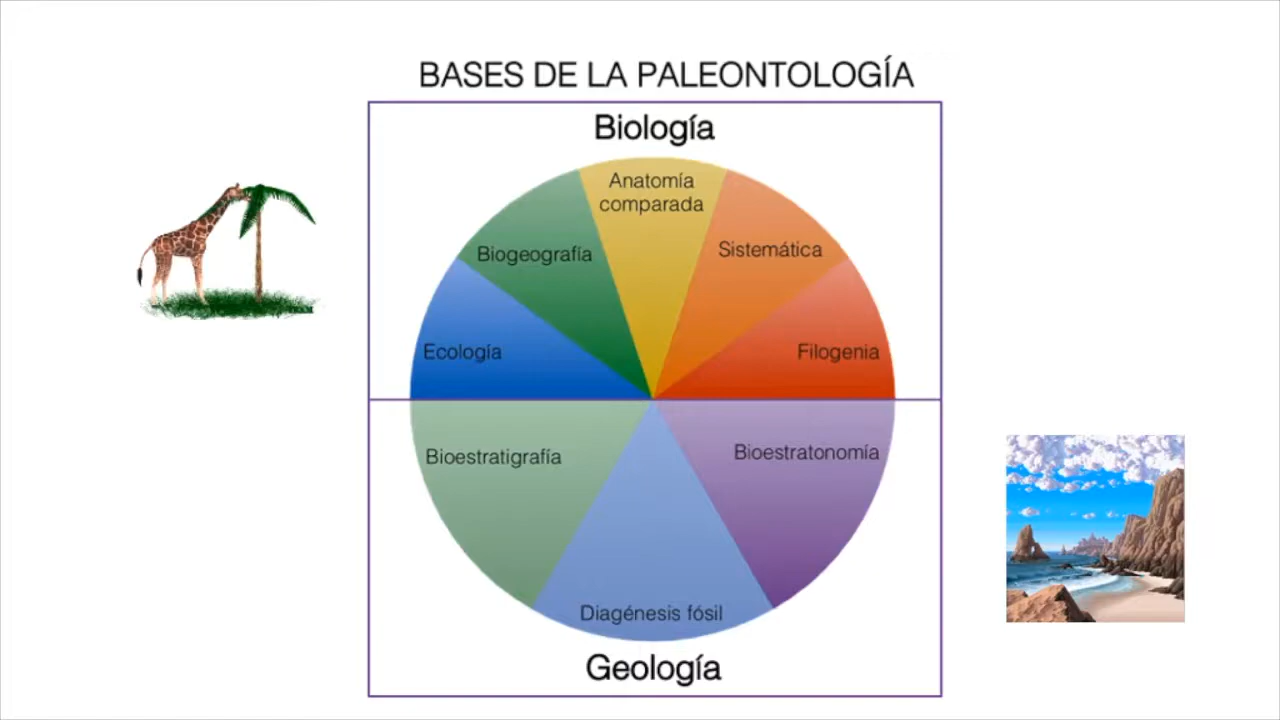 BASES DE LA PALEONTOLOGÍA
Biología
Anatomía
comparada
Biogeografía
Sistemática
Ecología
Filogenia
Bioestratigrafía
Bioestratonomía
Diagénesis fósil
Geología